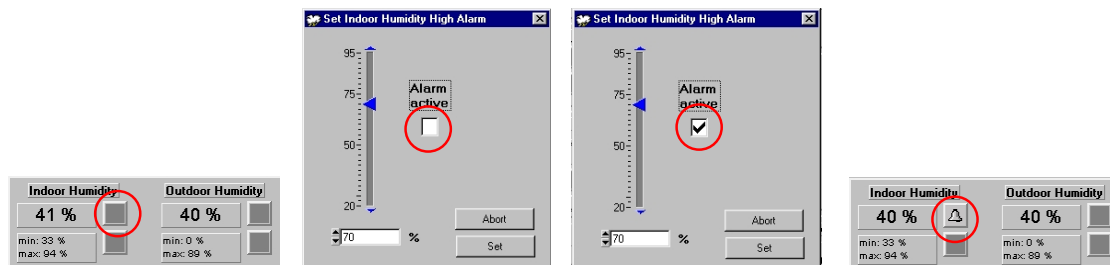 Indoor Humidity
41 %
min: 33 %
max: 94 %
Outdoor Humidity
40 %
min: 0 %
max: 89 %
Set Indoor Humidity High Alarm
95
75
50
20
Alarm
active
70 %
Abort
Set
Set Indoor Humidity High Alarm
95
75
50
20
Alarm
active
70 %
Abort
Set
Indoor Humidity
40 %
min: 33 %
max: 94 %
Outdoor Humidity
40 %
min: 0 %
max: 89 %